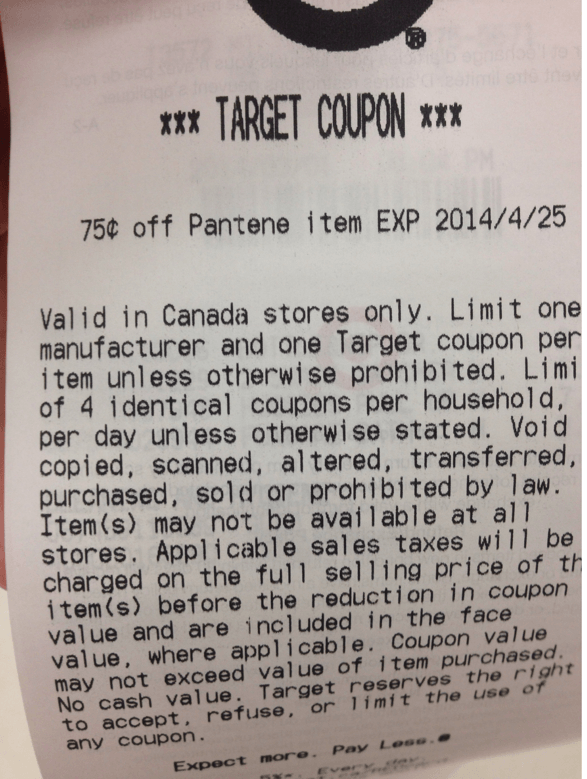 *** TARGET COUPON ***
75¢ off Pantene item EXP 2014/4/25
Valid in Canada stores only. Limit one
manufacturer and one Target coupon per
item unless otherwise prohibited. Limi
of 4 identical coupons per household,
per day unless otherwise stated. Void
copied, scanned, altered, transferred,
purchased, sold or prohibited by law.
Item(s) may not be available at all
stores. Applicable sales taxes will be
charged on the full selling price of th
item(s) before the reduction in coupon
value and are included in the face
value, where applicable. Coupon value
may not exceed value of item purchased.
No cash value. Target reserves the right
to accept, refuse, or limit the use of
any coupon.
Expect more. Pay Less.
Every day.